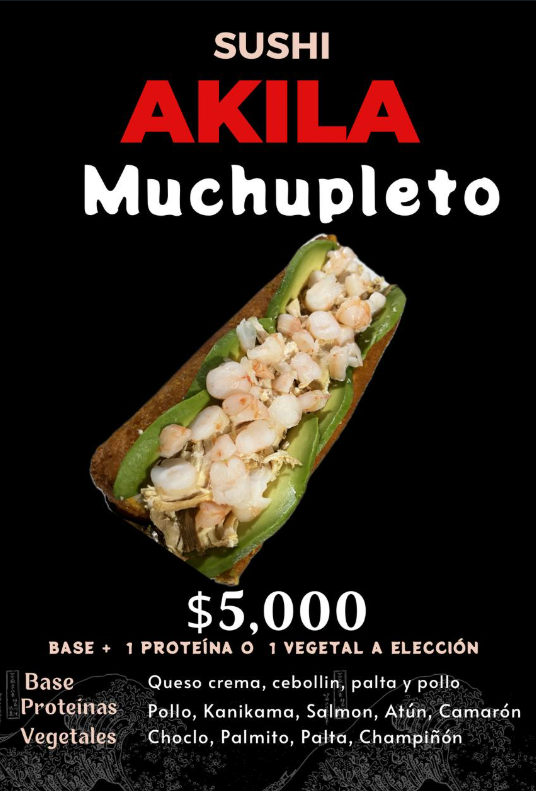 SUSHI
AKILA
Muchupleto
$5,000
BASE + 1 PROTEÍNA O 1 VEGETAL A ELECCIÓN
Base Queso crema, cebollin, palta y pollo
Proteínas Pollo, Kanikama, Salmon, Atún, Camarón
Vegetales Choclo, Palmito, Palta, Champiñón